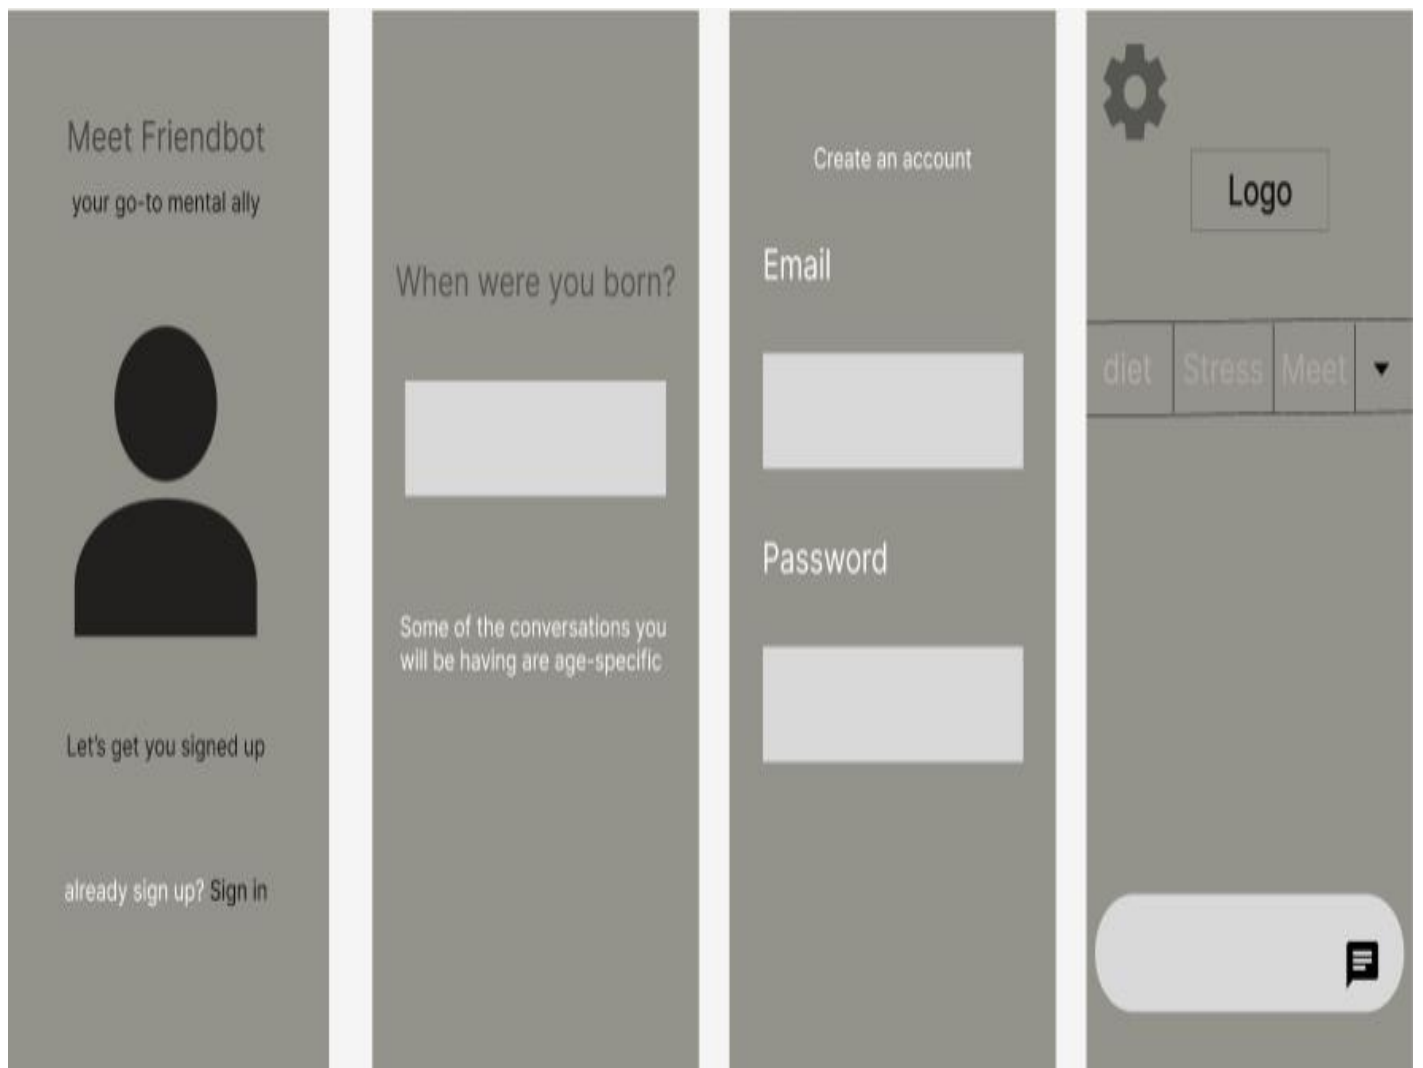 Meet Friendbot
your go-to mental ally
Let's get you signed up
already sign up? Sign in
When were you born?
Some of the conversations you
will be having are age-specific
Create an account
Email
Password
Logo
diet Stress Meet